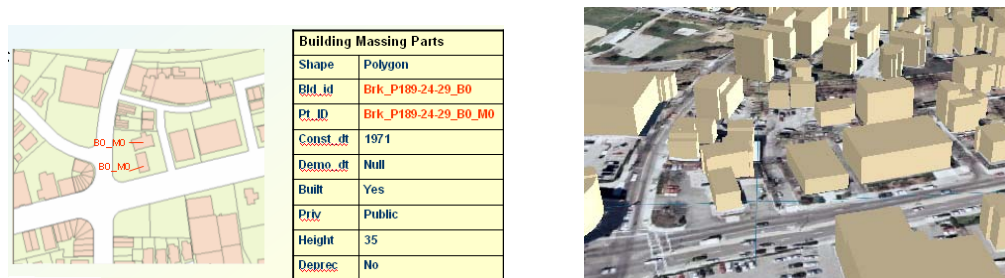 B0_M0
B0_M0
Building Massing Parts
Shape Polygon
Bld_id Brk_P189-24-29_B0
Pt_ID Brk_P189-24-29_B0_M0
Const_dt 1971
Demo_dt Null
Built Yes
Priv Public
Height 35
Deprec No